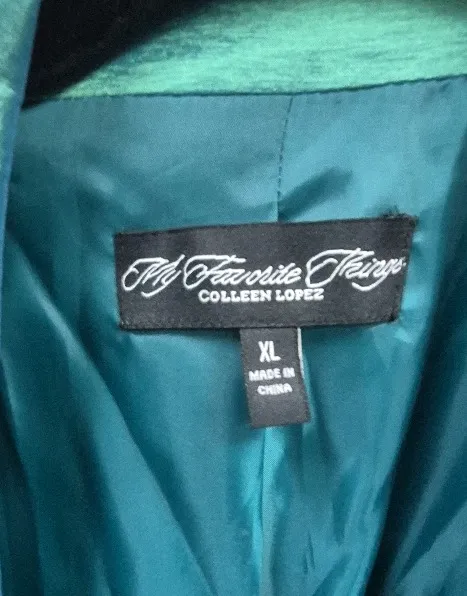 My Favorite Things
COLLEEN LOPEZ
XL
MADE IN
CHINA